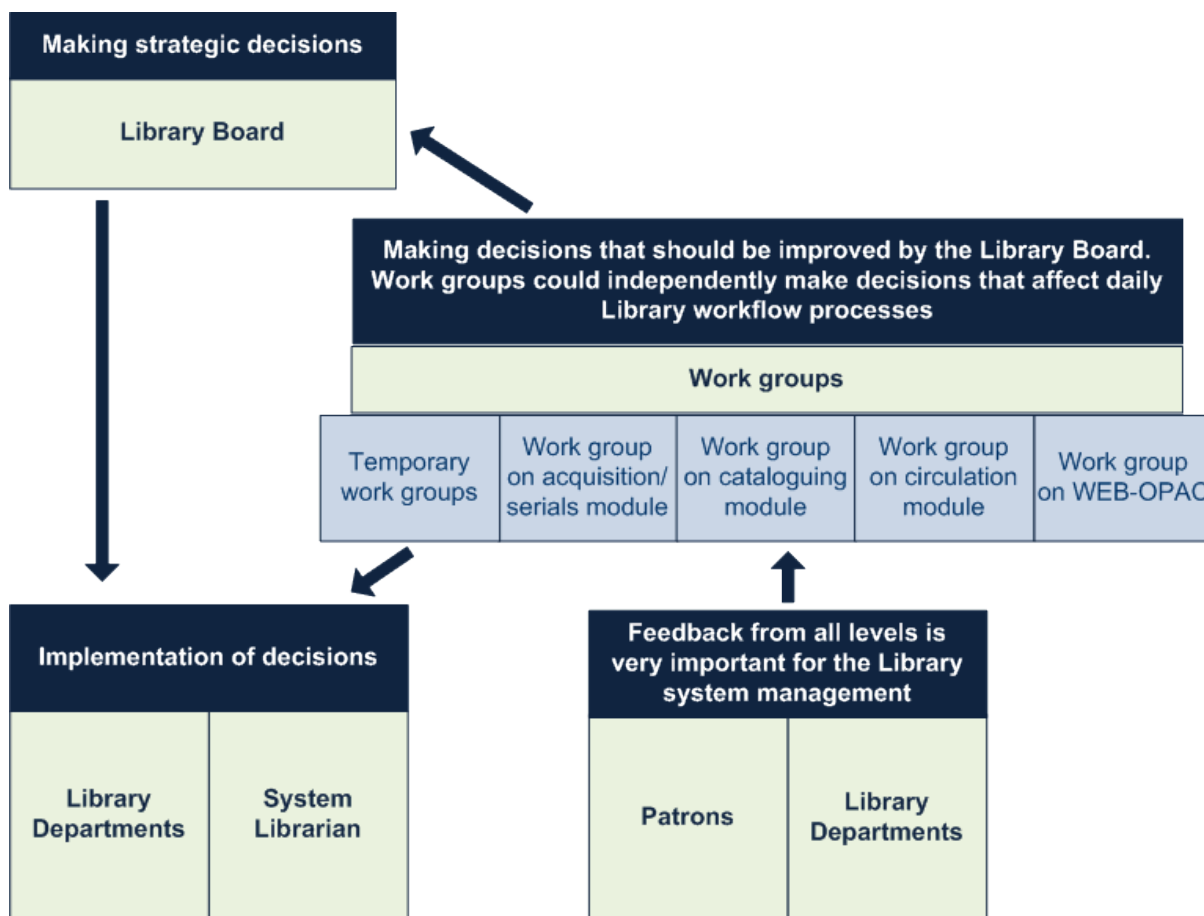 Making strategic decisions
Library Board
Making decisions that should be improved by the Library Board.
Work groups could independently make decisions that affect daily
Library workflow processes
Work groups
Temporary
work groups
Work group
on acquisition/
serials module
Work group
on cataloguing
module
Work group
on circulation
module
Work group
on WEB-OPAC
Implementation of decisions
Library
Departments
System
Librarian
Feedback from all levels is
very important for the Library
system management
Patrons
Library
Departments